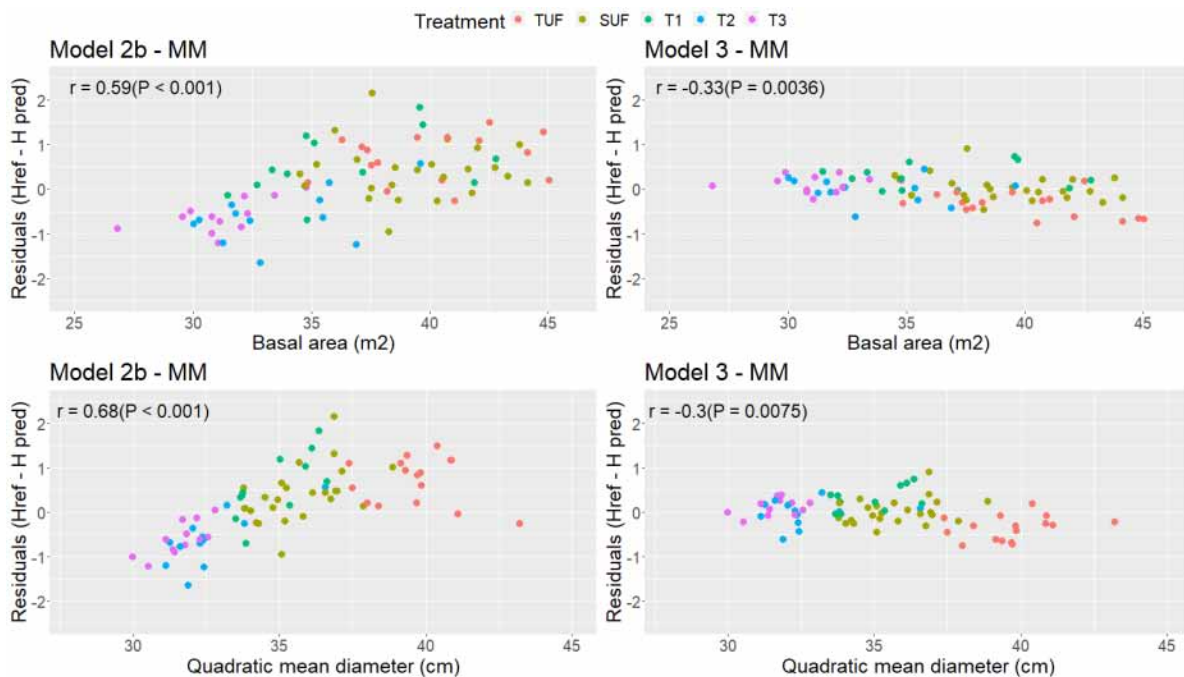 Treatment TUF SUF T1 T2 T3
Model 2b - MM
r = 0.59(P < 0.001)
Residuals (Href - H pred)
2
1
0
-1
-2
25 30 35 40 45
Basal area (m2)
Model 3 - MM
r = -0.33(P = 0.0036)
Residuals (Href - H pred)
2
1
0
-1
-2
25 30 35 40 45
Basal area (m2)
Model 2b - MM
r = 0.68(P < 0.001)
Residuals (Href - H pred)
2
1
0
-1
-2
30 35 40 45
Quadratic mean diameter (cm)
Model 3 - MM
r = -0.3(P = 0.0075)
Residuals (Href - H pred)
2
1
0
-1
-2
30 35 40 45
Quadratic mean diameter (cm)